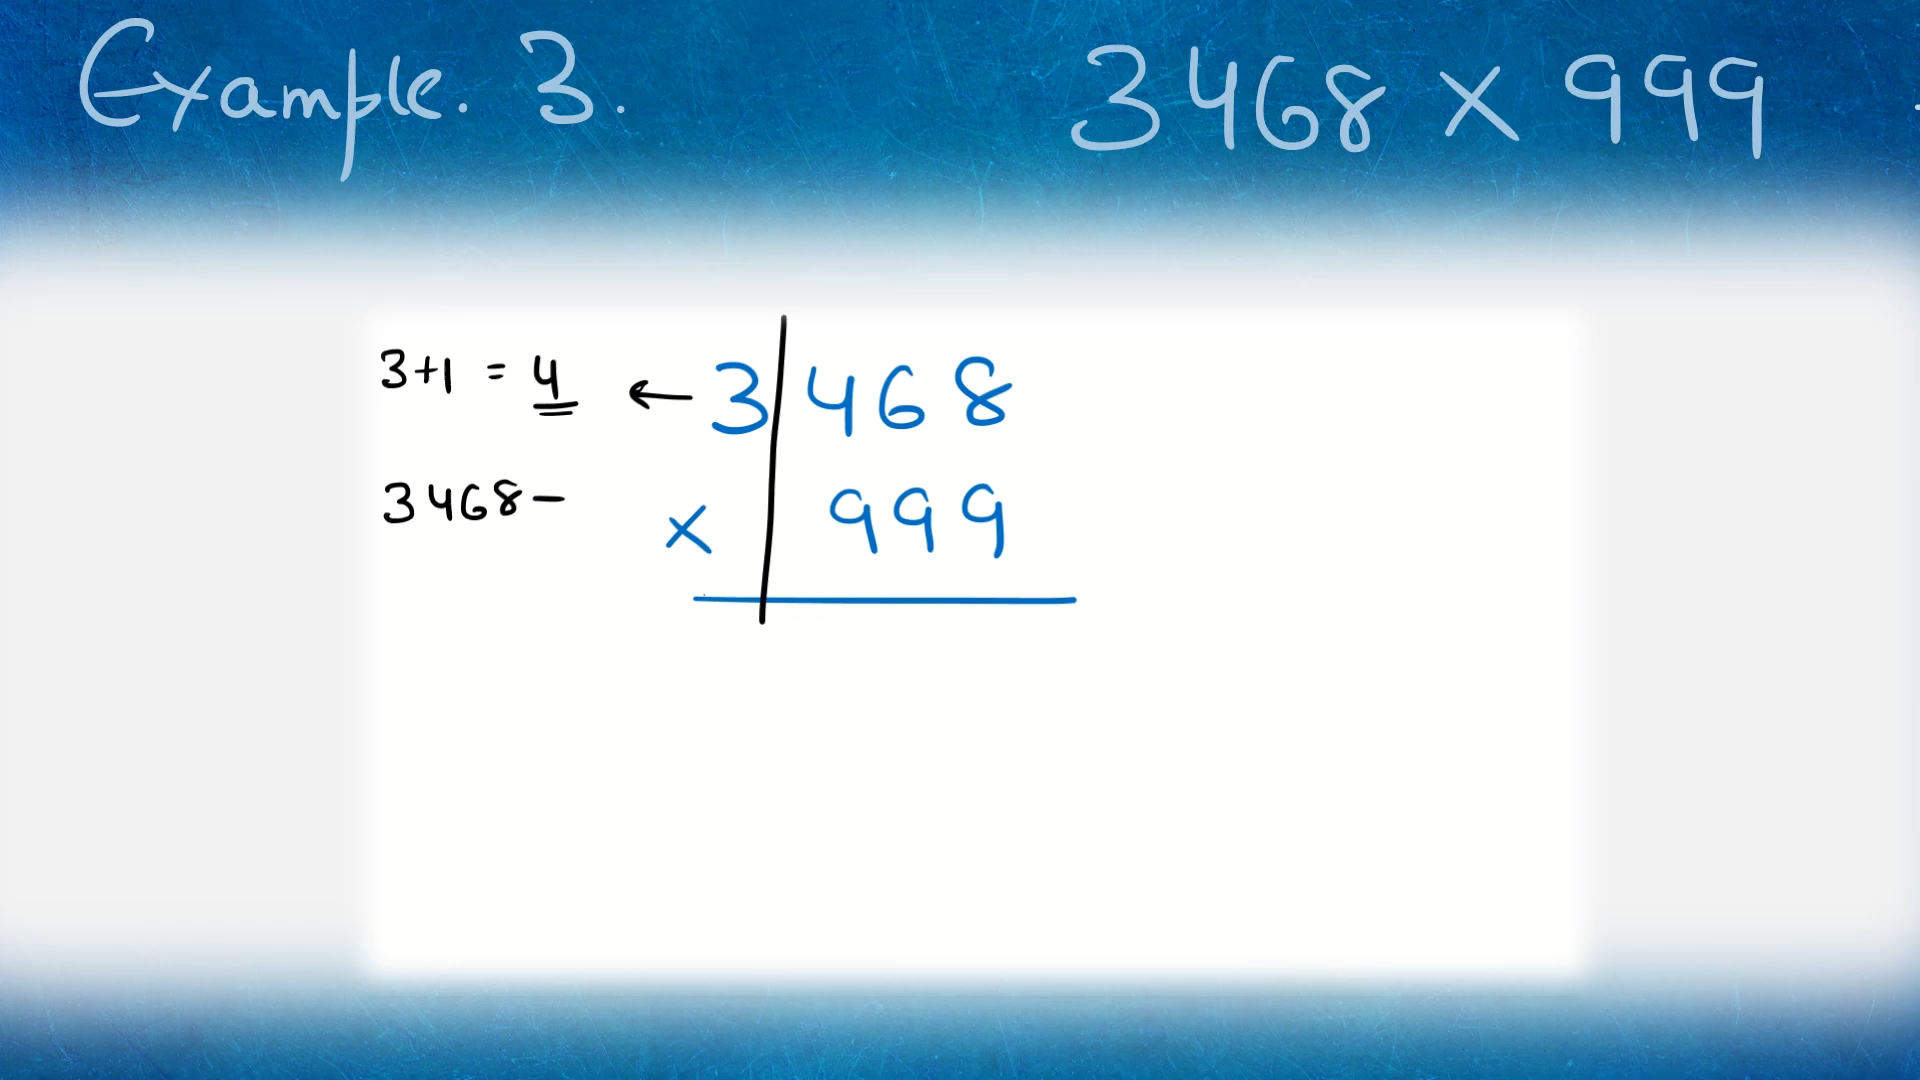 Example. 3.
3468 × 999
3+1 = 4 ← 3 468
3468 –
× 999